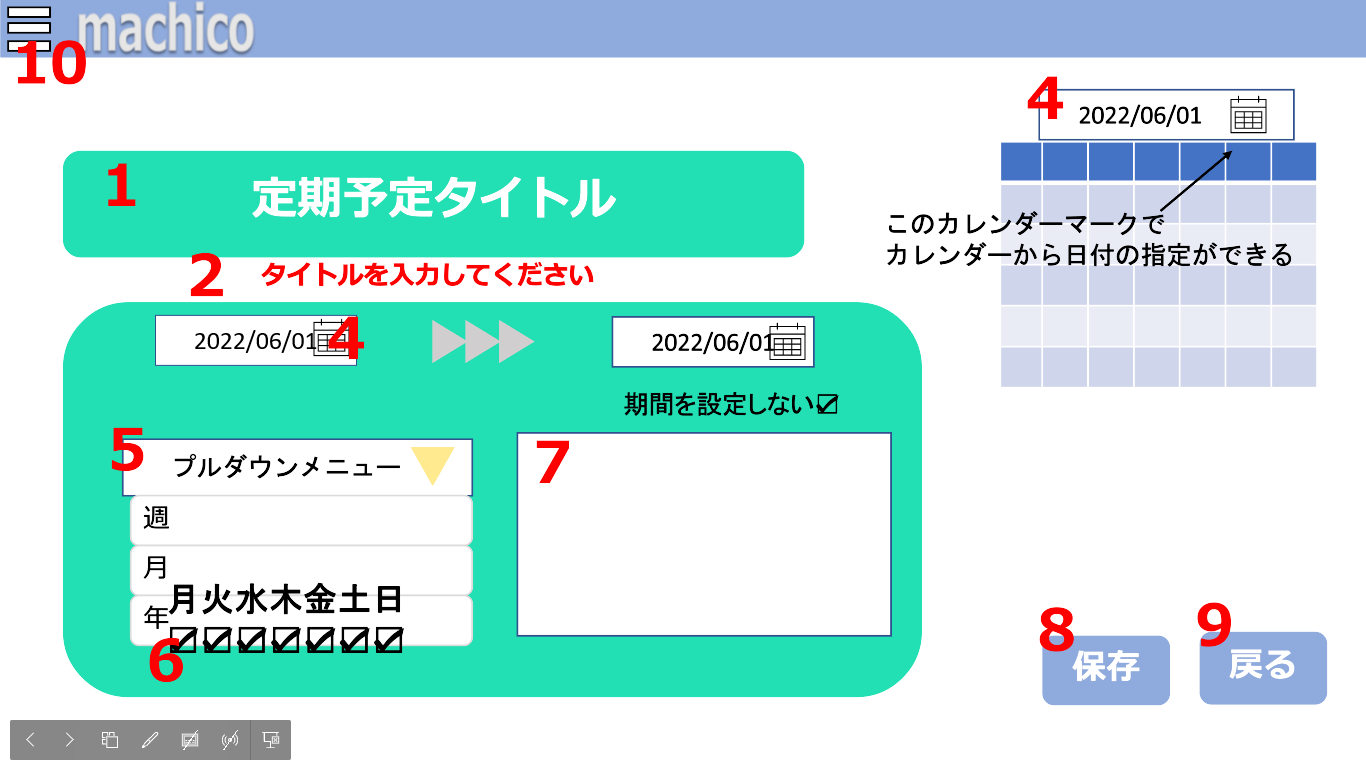 machico
10
4
2022/06/01
1
定期予定タイトル
このカレンダーマークで
カレンダーから日付の指定ができる
2
タイトルを入力してください
2022/06/01
4
2022/06/01
期間を設定しない
5
プルダウンメニュー
7
週
月
年
月火水木金土日
6
8
保存
9
戻る